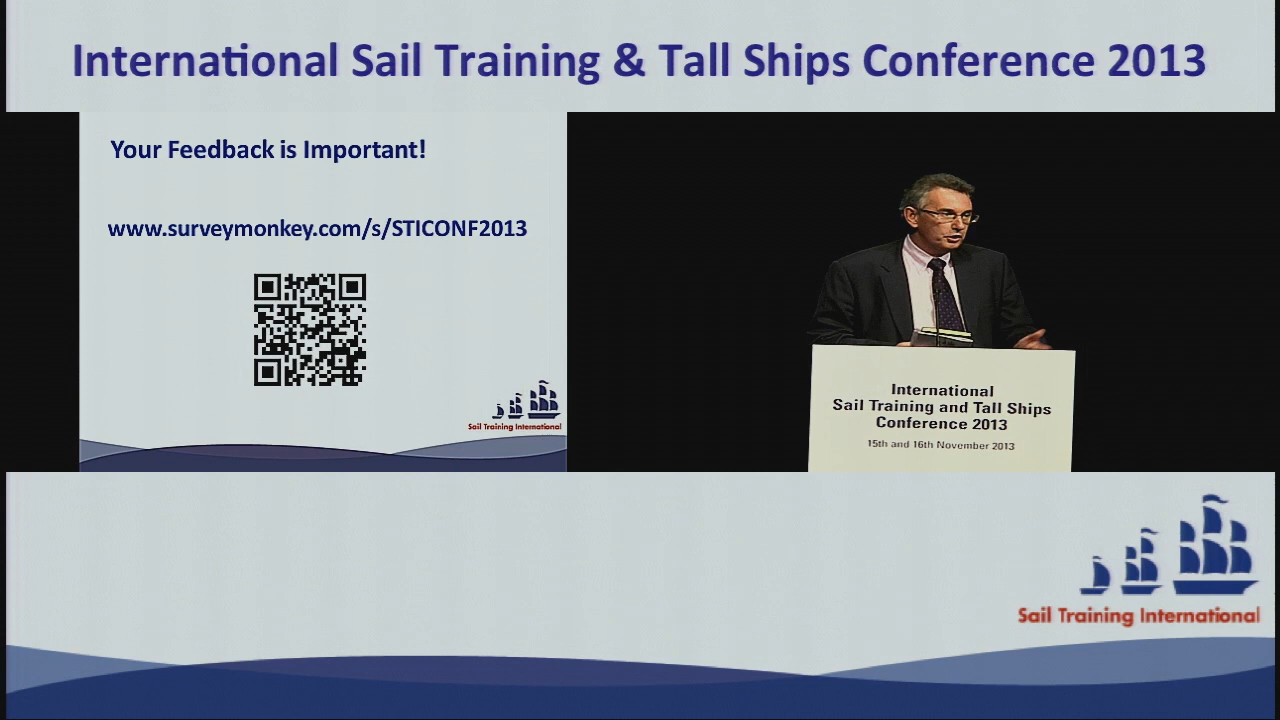 International Sail Training & Tall Ships Conference 2013
Your Feedback is Important!
www.surveymonkey.com/s/STICONF2013
Sail Training International
International
Sail Training and Tall Ships
Conference 2013
15th and 16th November 2013
Sail Training International